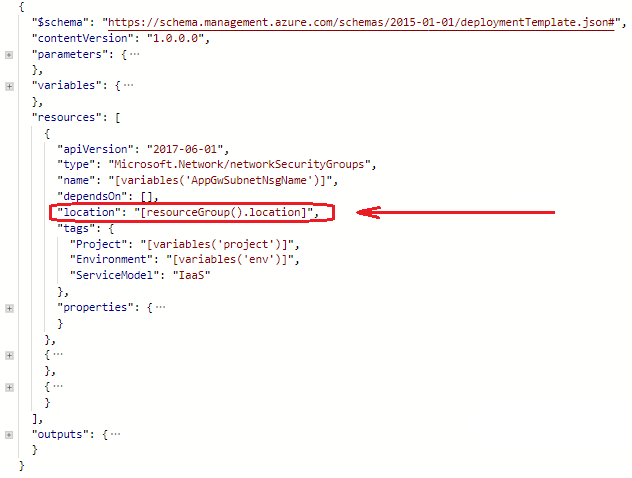 {
"$schema": "https://schema.management.azure.com/schemas/2015-01-01/deploymentTemplate.json#",
"contentVersion": "1.0.0.0",
"parameters": {···
},
"variables": {···
},
"resources": [
{
"apiVersion": "2017-06-01",
"type": "Microsoft.Network/networkSecurityGroups",
"name": "[variables('AppGwSubnetNsgName')]",
"dependsOn": [],
"location": "[resourceGroup().location]",
"tags": {
"Project": "[variables('project')]",
"Environment": "[variables('env')]",
"ServiceModel": "IaaS"
},
"properties": {···
}
},
{···
},
{···
}
],
"outputs": {···
}
}